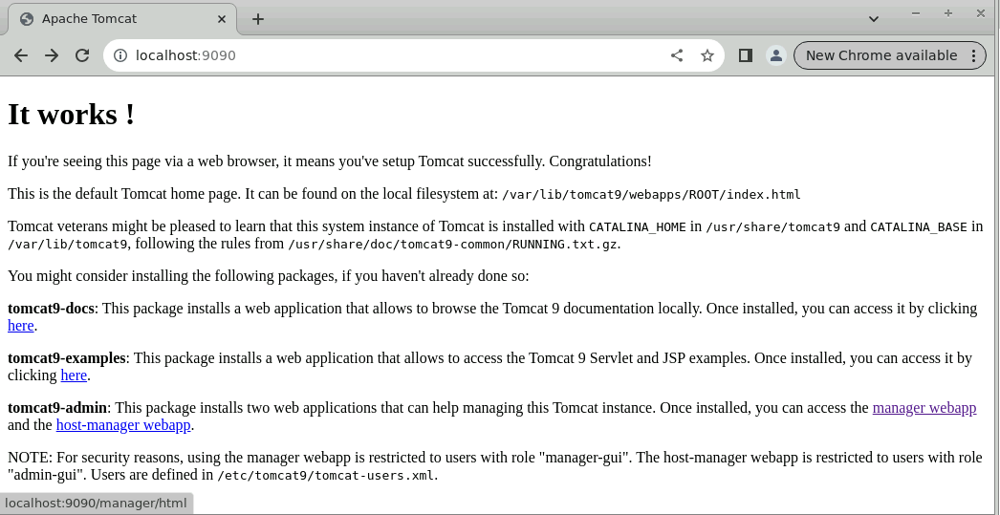 Apache Tomcat
localhost:9090
New Chrome available
It works !
If you're seeing this page via a web browser, it means you've setup Tomcat successfully. Congratulations!
This is the default Tomcat home page. It can be found on the local filesystem at: /var/lib/tomcat9/webapps/ROOT/index.html
Tomcat veterans might be pleased to learn that this system instance of Tomcat is installed with CATALINA_HOME in /usr/share/tomcat9 and CATALINA_BASE in
/var/lib/tomcat9, following the rules from /usr/share/doc/tomcat9-common/RUNNING.txt.gz.
You might consider installing the following packages, if you haven't already done so:
tomcat9-docs: This package installs a web application that allows to browse the Tomcat 9 documentation locally. Once installed, you can access it by clicking
here.
tomcat9-examples: This package installs a web application that allows to access the Tomcat 9 Servlet and JSP examples. Once installed, you can access it by
clicking here.
tomcat9-admin: This package installs two web applications that can help managing this Tomcat instance. Once installed, you can access the manager webapp
and the host-manager webapp.
NOTE: For security reasons, using the manager webapp is restricted to users with role "manager-gui". The host-manager webapp is restricted to users with role
"admin-gui". Users are defined in /etc/tomcat9/tomcat-users.xml.
localhost:9090/manager/html